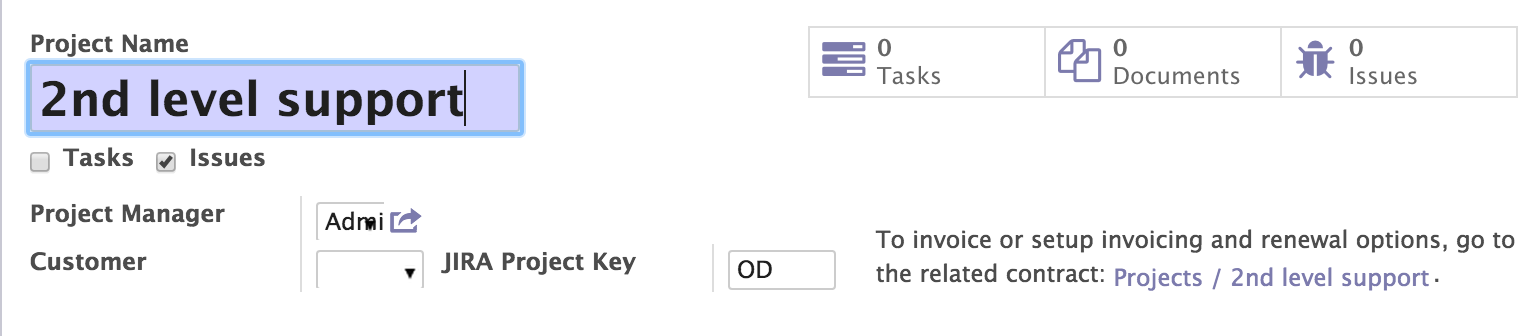 Project Name
2nd level support
Tasks Issues
Project Manager
Admi
Customer
JIRA Project Key
OD
0
Tasks
0
Documents
0
Issues
To invoice or setup invoicing and renewal options, go to
the related contract: Projects / 2nd level support .